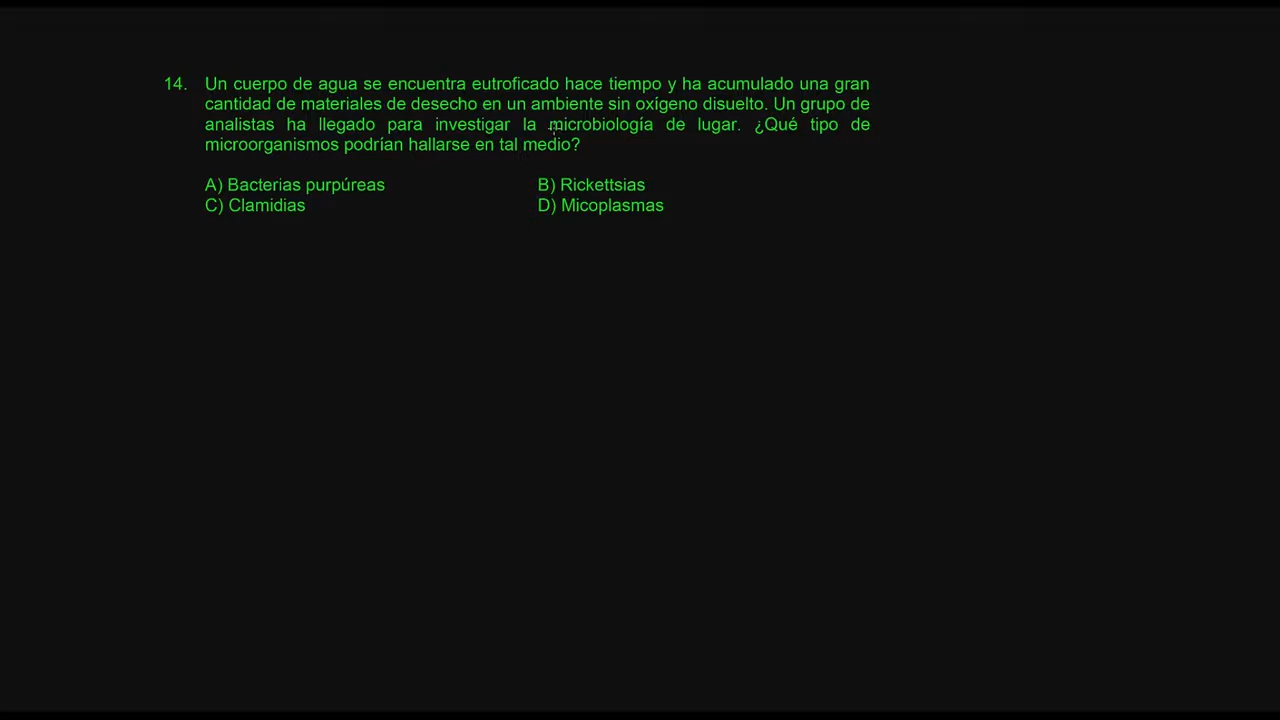 14. Un cuerpo de agua se encuentra eutroficado hace tiempo y ha acumulado una gran
cantidad de materiales de desecho en un ambiente sin oxígeno disuelto. Un grupo de
analistas ha llegado para investigar la microbiología de lugar. ¿Qué tipo de
microorganismos podrían hallarse en tal medio?
A) Bacterias purpúreas B) Rickettsias
C) Clamidias D) Micoplasmas